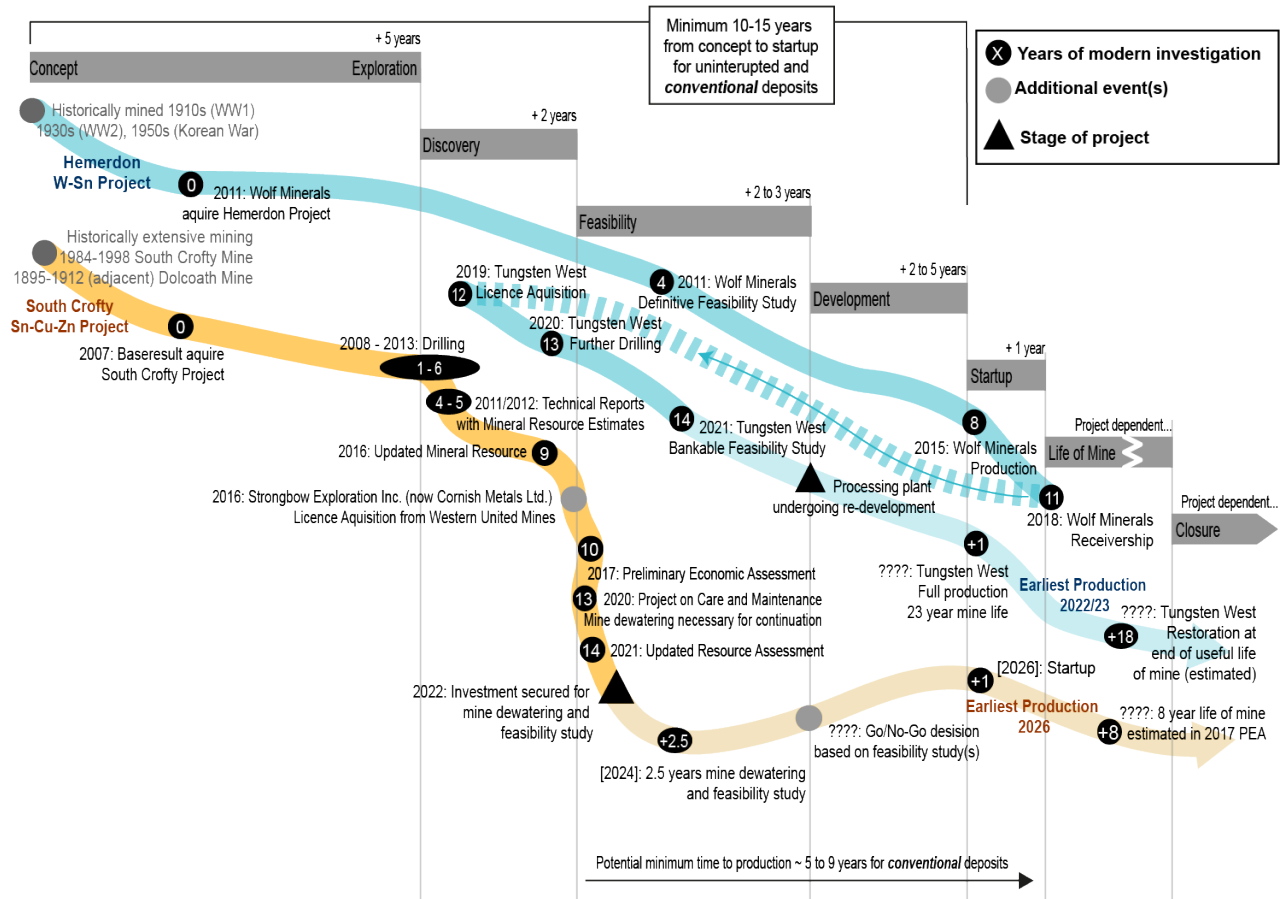 Minimum 10-15 years
from concept to startup
for uninterupted and
conventional deposits
X Years of modern investigation
Additional event(s)
Stage of project
+ 5 years
Concept
Exploration
Historically mined 1910s (WW1)
1930s (WW2), 1950s (Korean War)
Hemerdon
W-Sn Project
0
2011: Wolf Minerals
aquire Hemerdon Project
+ 2 years
Discovery
+ 2 to 3 years
Feasibility
Historically extensive mining
1984-1998 South Crofty Mine
1895-1912 (adjacent) Dolcoath Mine
South Crofty
Sn-Cu-Zn Project
0
2007: Baseresult aquire
South Crofty Project
2019: Tungsten West
12 Licence Aquisition
4 2011: Wolf Minerals
Definitive Feasibility Study
+ 2 to 5 years
Development
2020: Tungsten West
13 Further Drilling
2008 - 2013: Drilling
1 - 6
+ 1 year
Startup
4 - 5 2011/2012: Technical Reports
with Mineral Resource Estimates
14 2021: Tungsten West
Bankable Feasibility Study
8
2015: Wolf Minerals
Production
Project dependent...
Life of Mine
2016: Updated Mineral Resource 9
Processing plant
undergoing re-development
11
2018: Wolf Minerals
Receivership
Project dependent...
Closure
2016: Strongbow Exploration Inc. (now Cornish Metals Ltd.)
Licence Aquisition from Western United Mines
10
2017: Preliminary Economic Assessment
+1
????: Tungsten West
Full production
23 year mine life
Earliest Production
2022/23
13 2020: Project on Care and Maintenance
Mine dewatering necessary for continuation
+18
????: Tungsten West
Restoration at
end of useful life
of mine (estimated)
14 2021: Updated Resource Assessment
2022: Investment secured for
mine dewatering and
feasibility study
+1 [2026]: Startup
Earliest Production
2026
+2.5
[2024]: 2.5 years mine dewatering
and feasibility study
????: Go/No-Go desision
based on feasibility study(s)
+8
????: 8 year life of mine
estimated in 2017 PEA
Potential minimum time to production ~ 5 to 9 years for conventional deposits